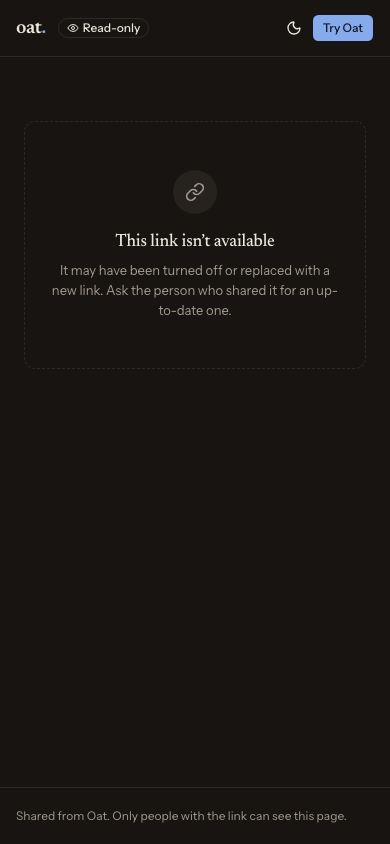 oat.
Read-only
Try Oat
This link isn’t available
It may have been turned off or replaced with a
new link. Ask the person who shared it for an up-
to-date one.
Shared from Oat. Only people with the link can see this page.